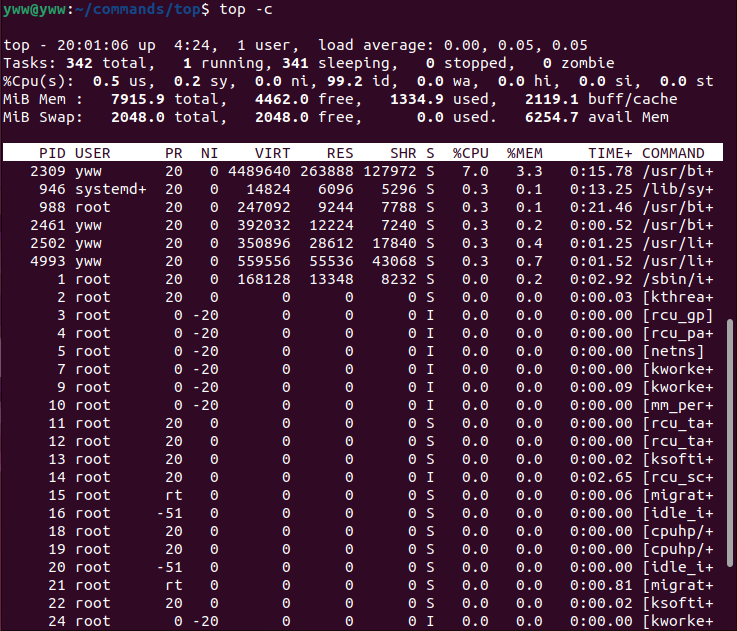 yww@yww:~/commands/top$ top -c
top - 20:01:06 up  4:24,  1 user,  load average: 0.00, 0.05, 0.05
Tasks: 342 total,   1 running, 341 sleeping,   0 stopped,   0 zombie
%Cpu(s):  0.5 us,  0.2 sy,  0.0 ni, 99.2 id,  0.0 wa,  0.0 hi,  0.0 si,  0.0 st
MiB Mem :   7915.9 total,   4462.0 free,   1334.9 used,   2119.1 buff/cache
MiB Swap:   2048.0 total,   2048.0 free,      0.0 used.   6254.7 avail Mem
PID USER      PR  NI    VIRT    RES    SHR S  %CPU  %MEM     TIME+ COMMAND
2309 yww       20   0 4489640 263888 127972 S   7.0   3.3   0:15.78 /usr/bi+
946 systemd+  20   0   14824   6096   5296 S   0.3   0.1   0:13.25 /lib/sy+
988 root      20   0  247092   9244   7788 S   0.3   0.1   0:21.46 /usr/bi+
2461 yww       20   0  392032  12224   7240 S   0.3   0.2   0:00.52 /usr/bi+
2502 yww       20   0  350896  28612  17840 S   0.3   0.4   0:01.25 /usr/li+
4993 yww       20   0  559556  55536  43068 S   0.3   0.7   0:01.52 /usr/li+
1 root      20   0  168128  13348   8232 S   0.0   0.2   0:02.92 /sbin/i+
2 root      20   0       0      0      0 S   0.0   0.0   0:00.03 [kthrea+
3 root       0 -20       0      0      0 I   0.0   0.0   0:00.00 [rcu_gp]
4 root       0 -20       0      0      0 I   0.0   0.0   0:00.00 [rcu_pa+
5 root       0 -20       0      0      0 I   0.0   0.0   0:00.00 [netns]
7 root       0 -20       0      0      0 I   0.0   0.0   0:00.00 [kworke+
9 root       0 -20       0      0      0 I   0.0   0.0   0:00.09 [kworke+
10 root       0 -20       0      0      0 I   0.0   0.0   0:00.00 [mm_per+
11 root      20   0       0      0      0 S   0.0   0.0   0:00.00 [rcu_ta+
12 root      20   0       0      0      0 S   0.0   0.0   0:00.00 [rcu_ta+
13 root      20   0       0      0      0 S   0.0   0.0   0:00.02 [ksofti+
14 root      20   0       0      0      0 I   0.0   0.0   0:02.65 [rcu_sc+
15 root      rt   0       0      0      0 S   0.0   0.0   0:00.06 [migrat+
16 root     -51   0       0      0      0 S   0.0   0.0   0:00.00 [idle_i+
18 root      20   0       0      0      0 S   0.0   0.0   0:00.00 [cpuhp/+
19 root      20   0       0      0      0 S   0.0   0.0   0:00.00 [cpuhp/+
20 root     -51   0       0      0      0 S   0.0   0.0   0:00.00 [idle_i+
21 root      rt   0       0      0      0 S   0.0   0.0   0:00.81 [migrat+
22 root      20   0       0      0      0 S   0.0   0.0   0:00.02 [ksofti+
24 root       0 -20       0      0      0 I   0.0   0.0   0:00.00 [kworke+